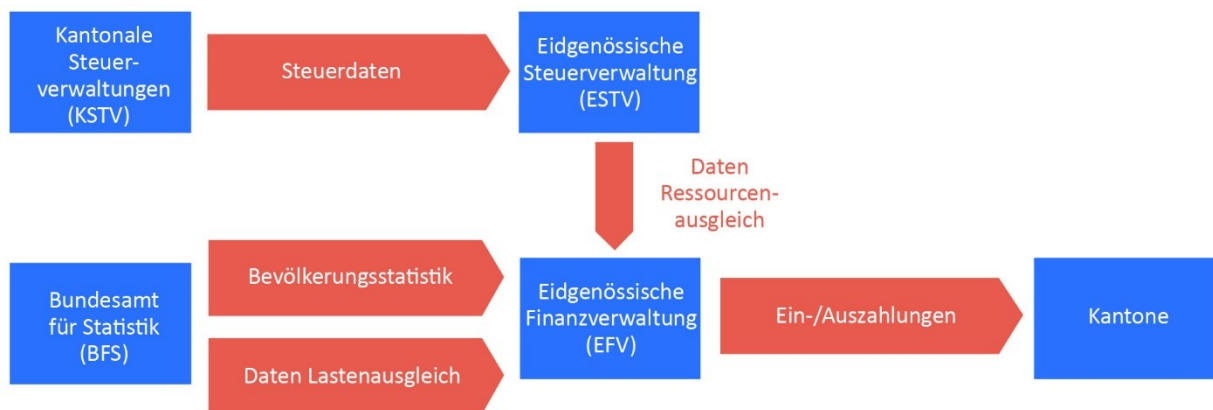 Kantonale
Steuer-
verwaltungen
(KSTV)
Steuerdaten
Eidgenössische
Steuerverwaltung
(ESTV)
Daten
Ressourcen-
ausgleich
Bundesamt
für Statistik
(BFS)
Bevölkerungsstatistik
Daten Lastenausgleich
Eidgenössische
Finanzverwaltung
(EFV)
Ein-/Auszahlungen
Kantone